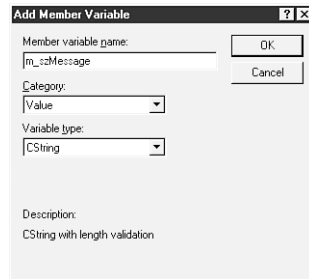 Add Member Variable
Member variable name:
OK
m_szMessage
Cancel
Category:
Value
Variable type:
CString
Description:
CString with length validation